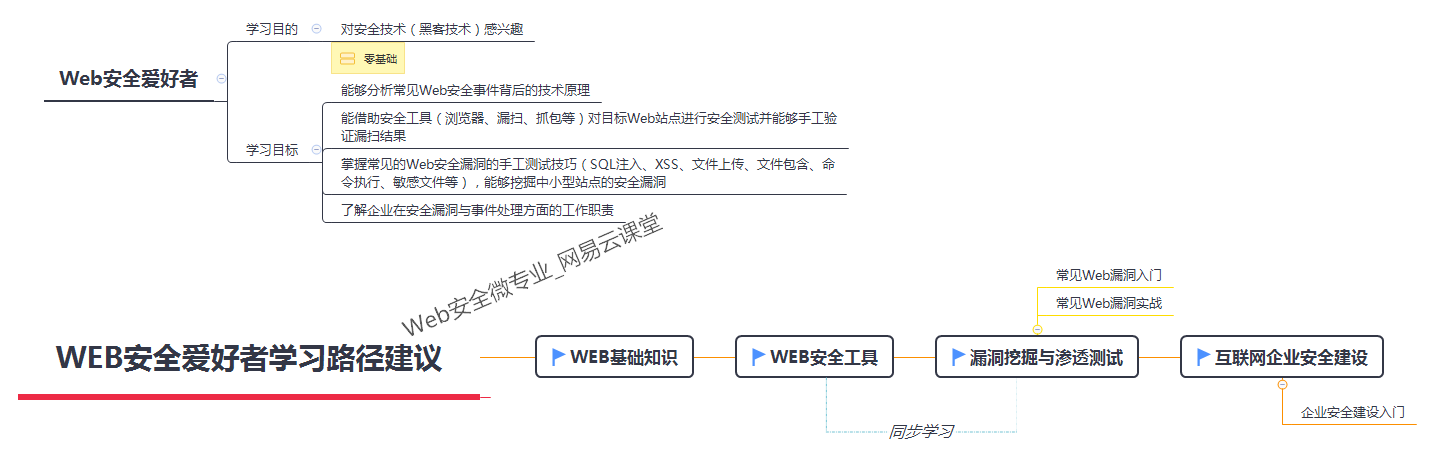 学习目的
对安全技术（黑客技术）感兴趣
零基础
Web安全爱好者
能够分析常见Web安全事件背后的技术原理
能借助安全工具（浏览器、漏扫、抓包等）对目标Web站点进行安全测试并能够手工验
证漏扫结果
学习目标
掌握常见的Web安全漏洞的手工测试技巧（SQL注入、XSS、文件上传、文件包含、命
令执行、敏感文件等），能够挖掘中小型站点的安全漏洞
了解企业在安全漏洞与事件处理方面的工作职责
Web安全微专业_网易云课堂
常见Web漏洞入门
常见Web漏洞实战
WEB安全爱好者学习路径建议
WEB基础知识
WEB安全工具
漏洞挖掘与渗透测试
互联网企业安全建设
企业安全建设入门
同步学习